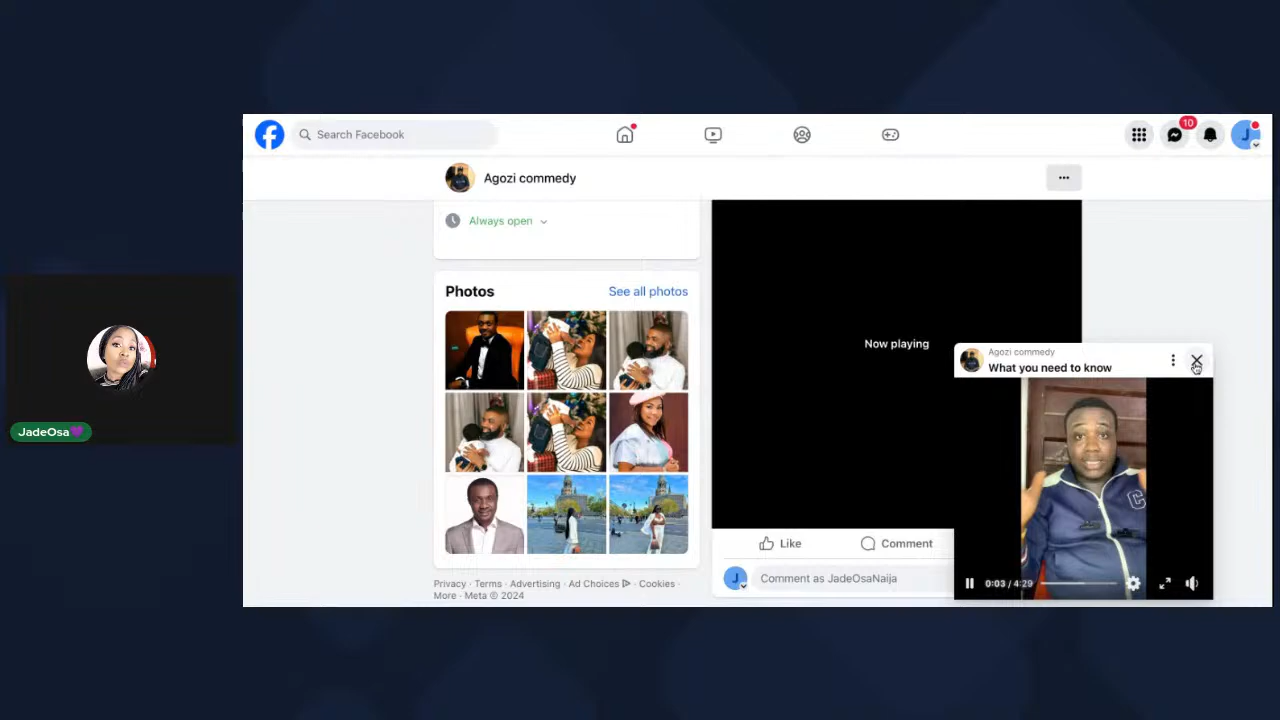 Search Facebook
10
J
Agozi commedy
Always open
Photos
See all photos
Now playing
Agozi commedy
What you need to know
C
0:03 / 4:29
Like
Comment
J
Comment as JadeOsaNaija
Privacy · Terms · Advertising · Ad Choices · Cookies ·
More · Meta © 2024
JadeOsa💜